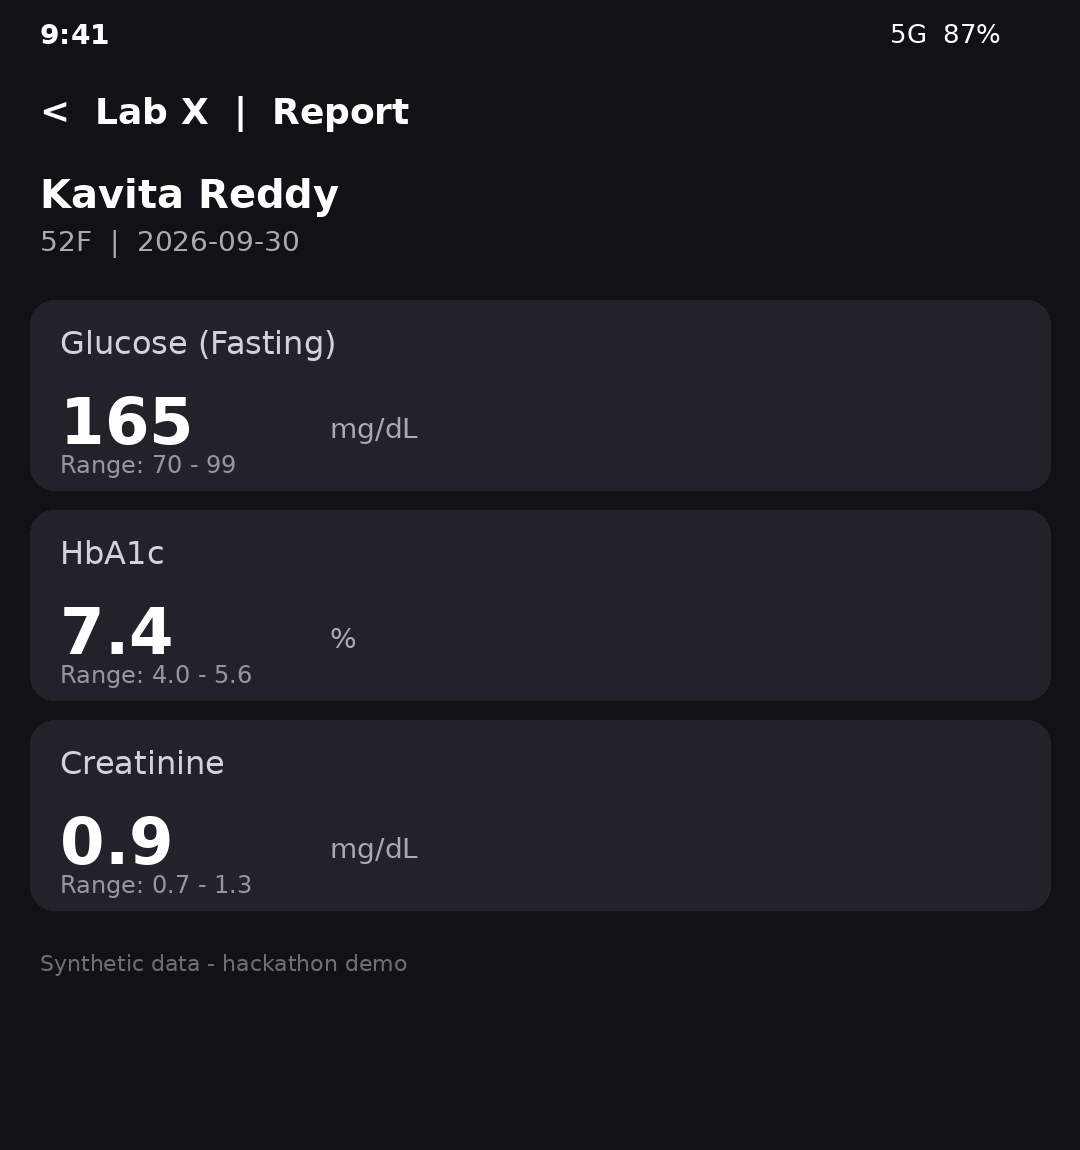 9:41 5G 87%
< Lab X | Report
Kavita Reddy
52F | 2026-09-30
Glucose (Fasting)
165 mg/dL
Range: 70 - 99
HbA1c
7.4 %
Range: 4.0 - 5.6
Creatinine
0.9 mg/dL
Range: 0.7 - 1.3
Synthetic data - hackathon demo